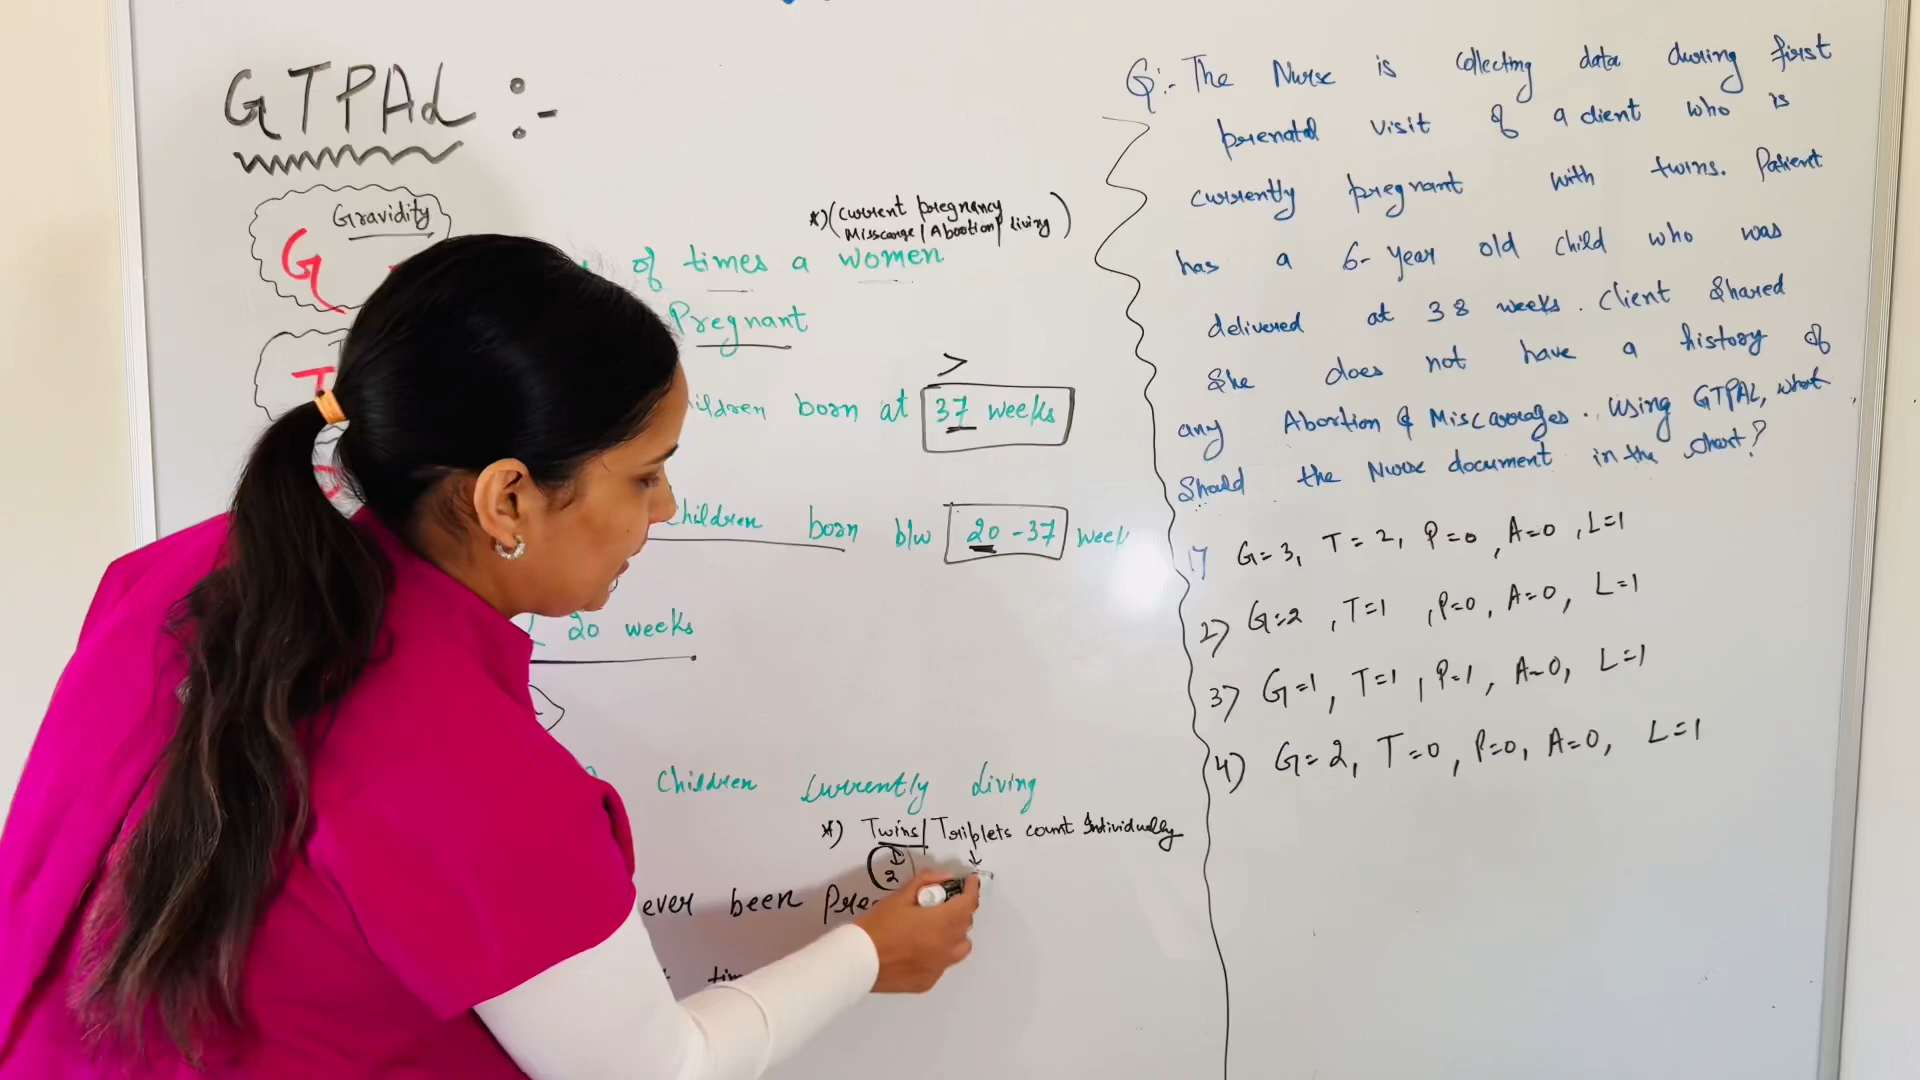 GTPAL :-
Gravidity
G
*) (Current pregnancy
Misscarge / Abortion / living )
of times a women
Pregnant
T
>
ildren born at 37 weeks
children born b/w 20-37 week
20 weeks
Children Currently living
*) Twins / Triplets count Individually
2
ever been Pre
Q:- The Nurse is collecting data during first
prenatal visit of a client who is
currently pregnant with twins. Patient
has a 6-year old child who was
delivered at 38 weeks. Client shared
She does not have a history of
any Abortion & Miscarrages. Using GTPAL, what
Should the Nurse document in the chart?
1) G=3, T=2, P=0, A=0, L=1
2) G=2, T=1, P=0, A=0, L=1
3) G=1, T=1, P=1, A=0, L=1
4) G=2, T=0, P=0, A=0, L=1